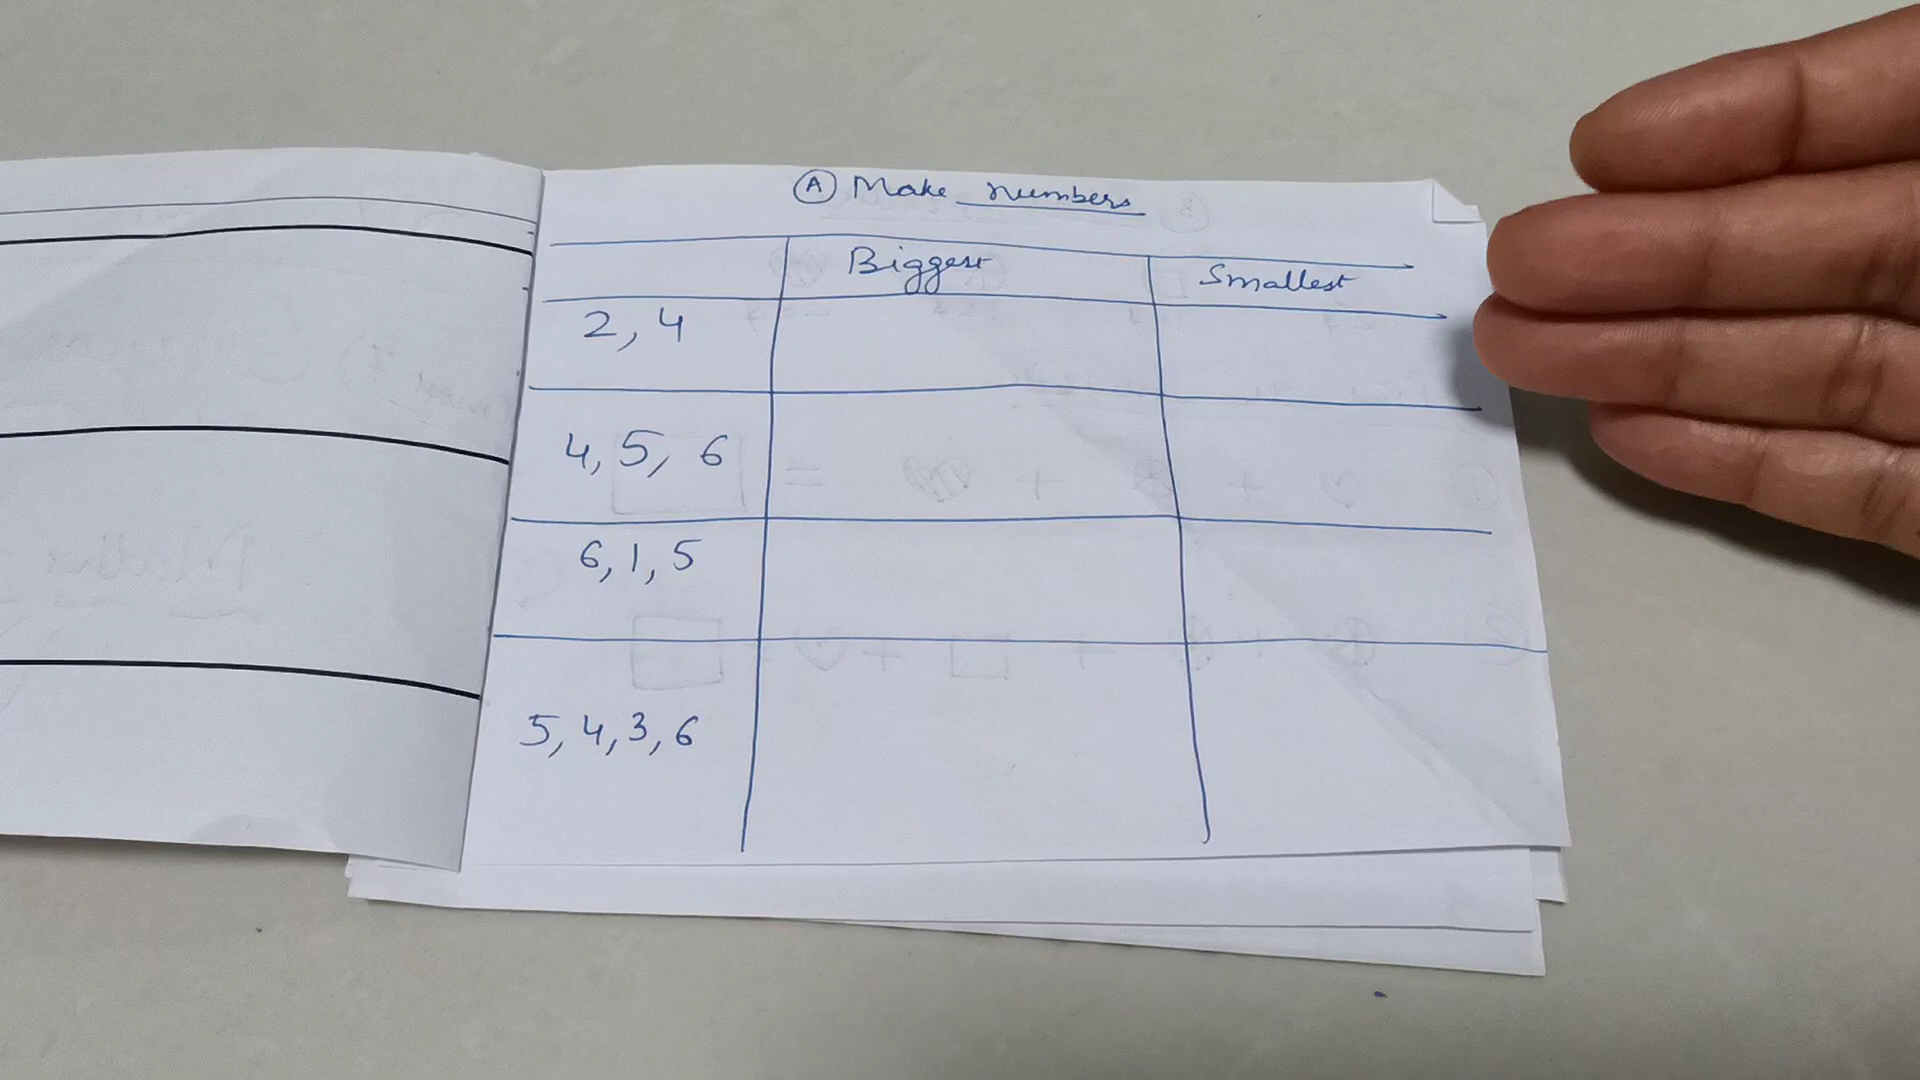 A Make numbers
Biggest Smallest
2, 4
4, 5, 6
6, 1, 5
5, 4, 3, 6